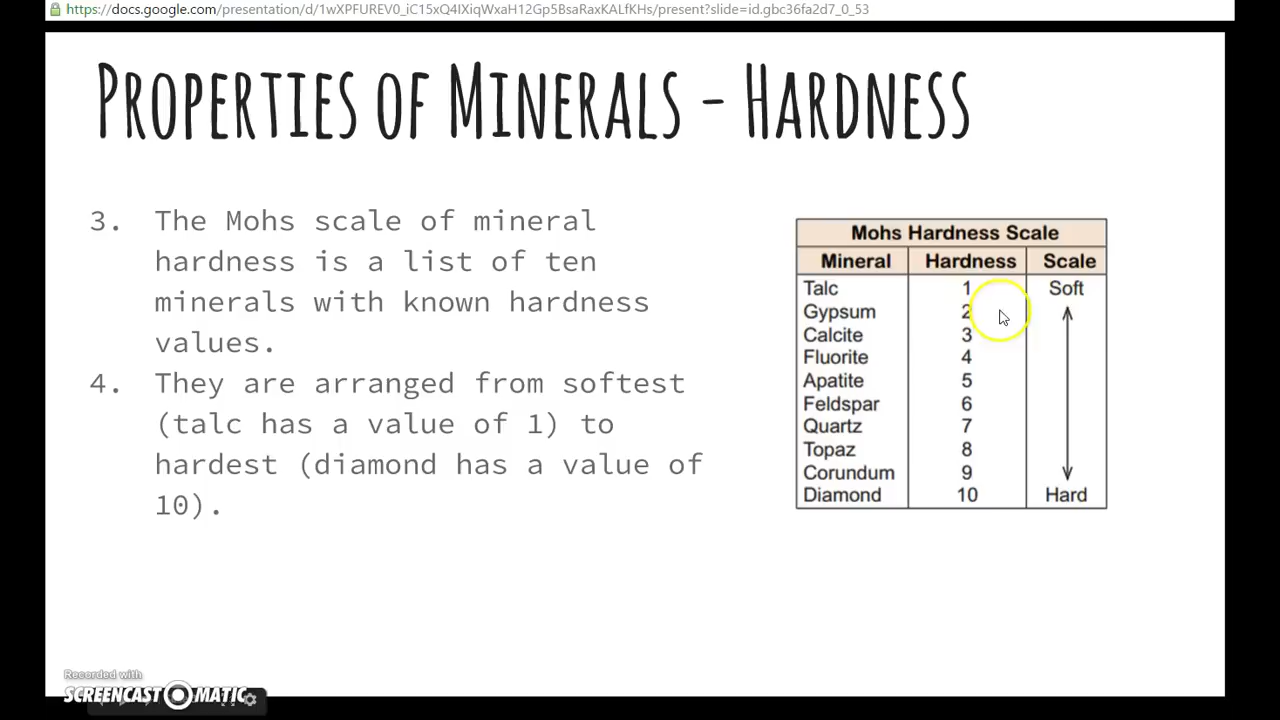 https://docs.google.com/presentation/d/1wXPFUREV0_iC15xQ4IXiqWxaH12Gp5BsaRaxKALfKHs/present?slide=id.gbc36fa2d7_0_53
Properties of Minerals - Hardness
3. The Mohs scale of mineral
hardness is a list of ten
minerals with known hardness
values.
4. They are arranged from softest
(talc has a value of 1) to
hardest (diamond has a value of
10).
Mohs Hardness Scale
Mineral Hardness Scale
Talc 1 Soft
Gypsum 2
Calcite 3
Fluorite 4
Apatite 5
Feldspar 6
Quartz 7
Topaz 8
Corundum 9
Diamond 10 Hard
Recorded with
SCREENCAST-O-MATIC